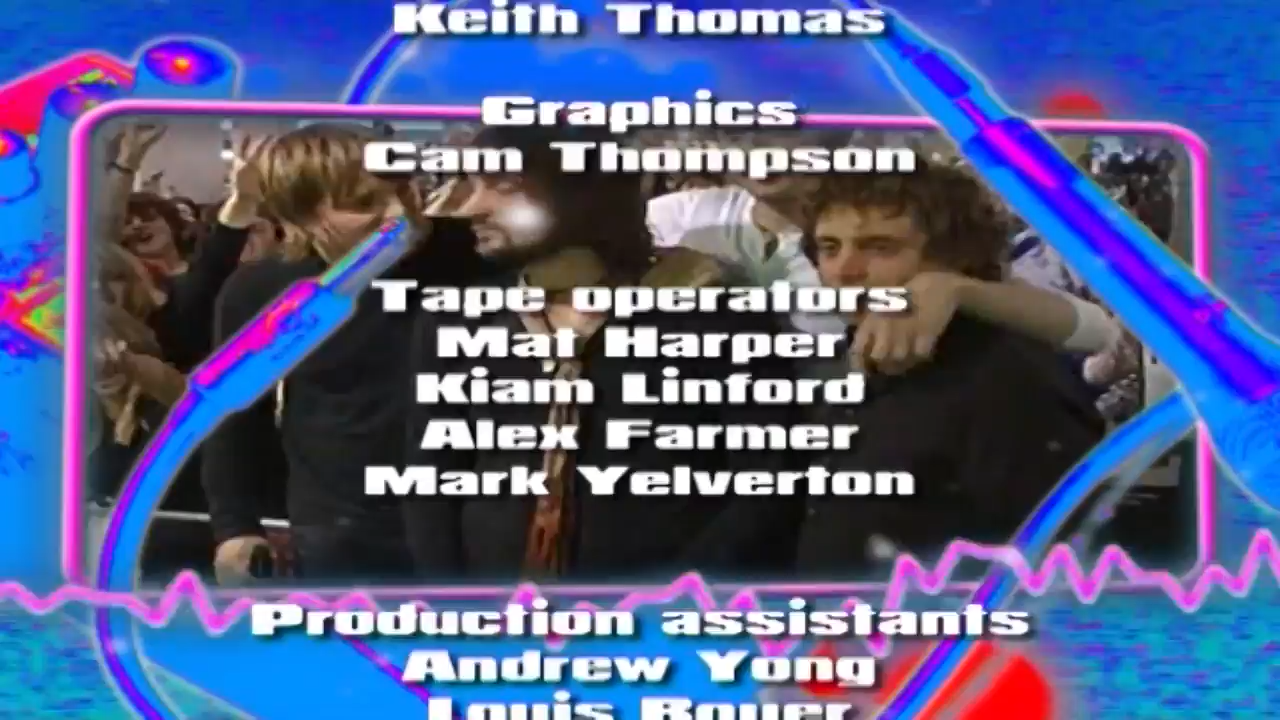 Keith Thomas
Graphics
Cam Thompson
Tape operators
Mat Harper
Kiam Linford
Alex Farmer
Mark Yelverton
Production assistants
Andrew Yong
Louis